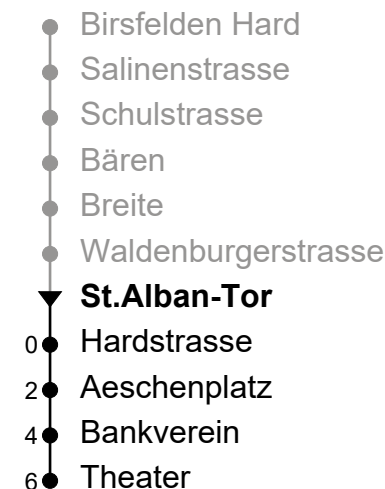 Birsfelden Hard
Salinenstrasse
Schulstrasse
Bären
Breite
Waldenburgerstrasse
St.Alban-Tor
0 Hardstrasse
2 Aeschenplatz
4 Bankverein
6 Theater